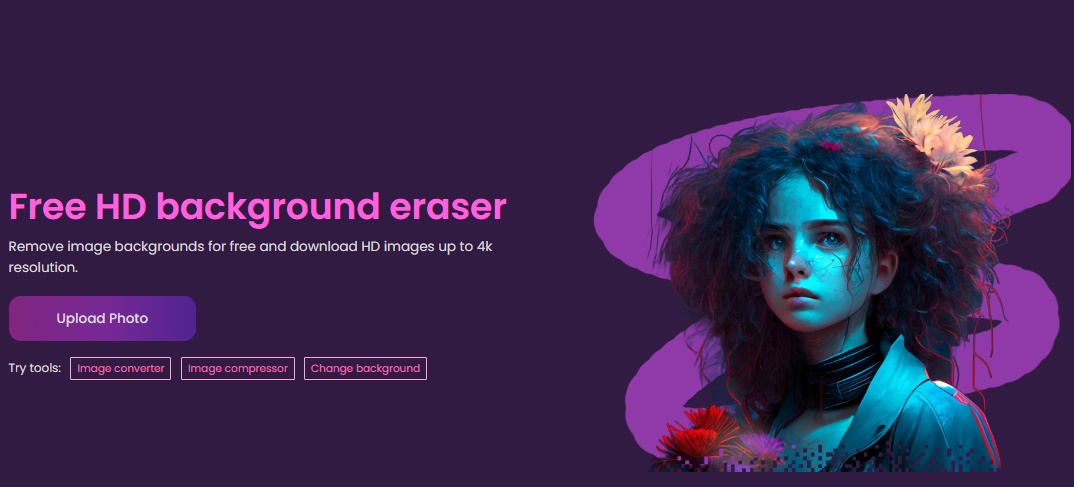 Free HD background eraser
Remove image backgrounds for free and download HD images up to 4k
resolution.
Upload Photo
Try tools: Image converter Image compressor Change background